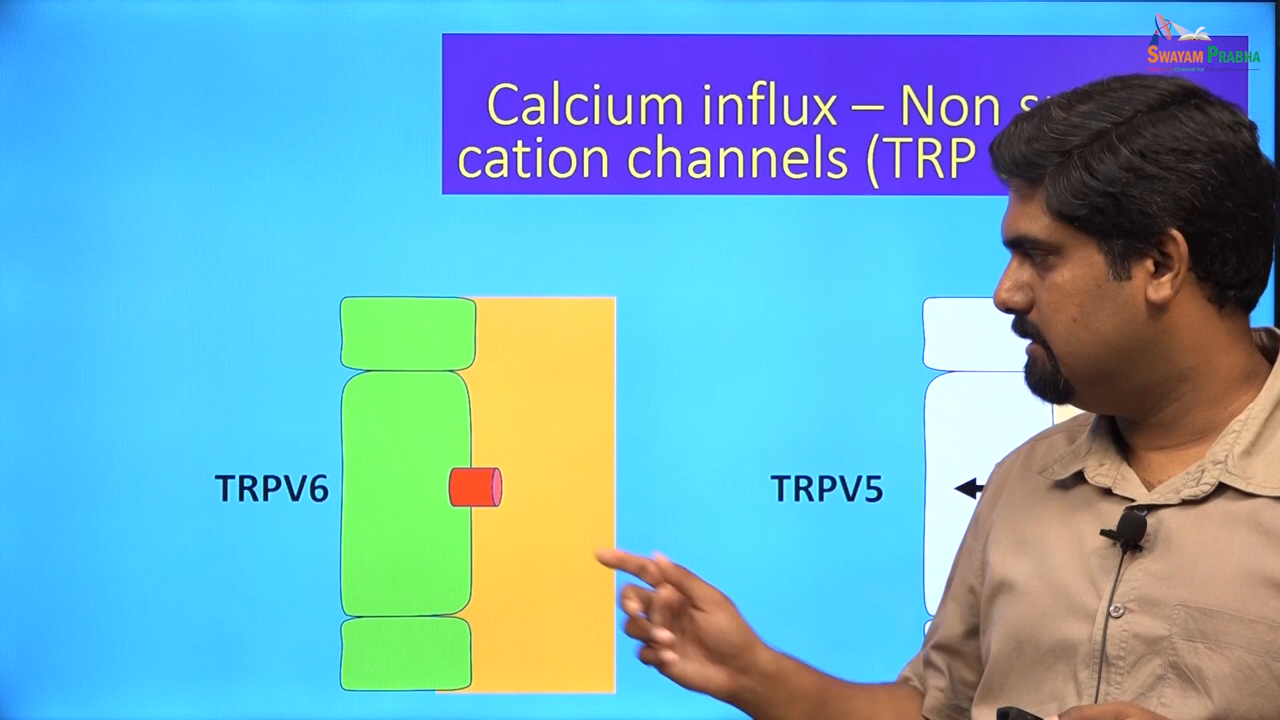 SWAYAM PRABHA
Calcium influx – Non
cation channels (TRP
TRPV6
TRPV5